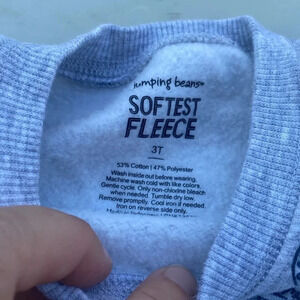 jumping beans®
SOFTEST
FLEECE
3T
53% Cotton | 47% Polyester
Wash inside out before wearing.
Machine wash cold with like colors.
Gentle cycle. Only non-chlorine bleach
when needed. Tumble dry low.
Remove promptly. Cool iron if needed.
Iron on reverse side only.
Made in